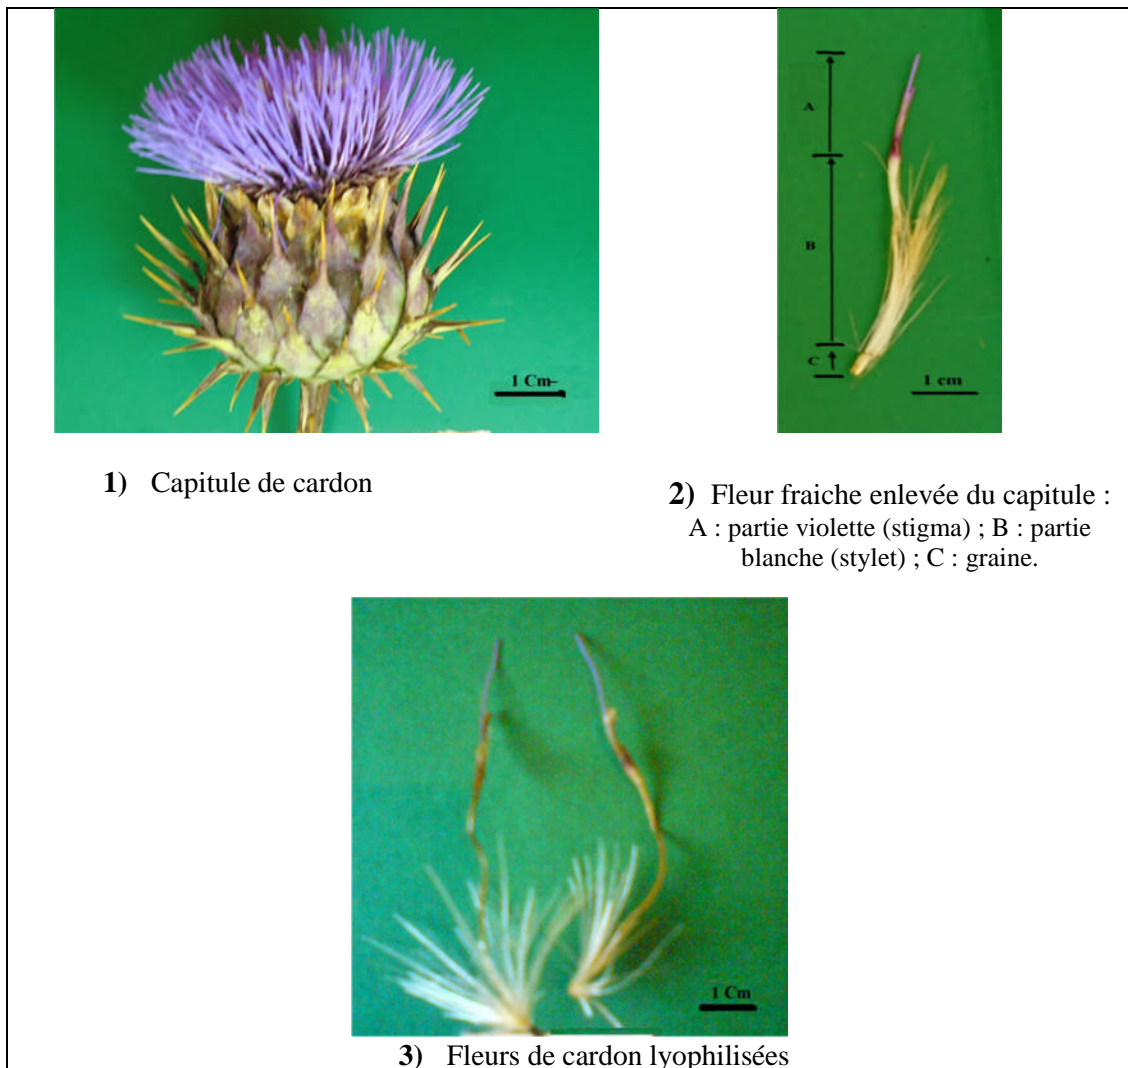 1 Cm
A
B
C
1 cm
1) Capitule de cardon
2) Fleur fraiche enlevée du capitule :
A : partie violette (stigma) ; B : partie
blanche (stylet) ; C : graine.
1 Cm
3) Fleurs de cardon lyophilisées